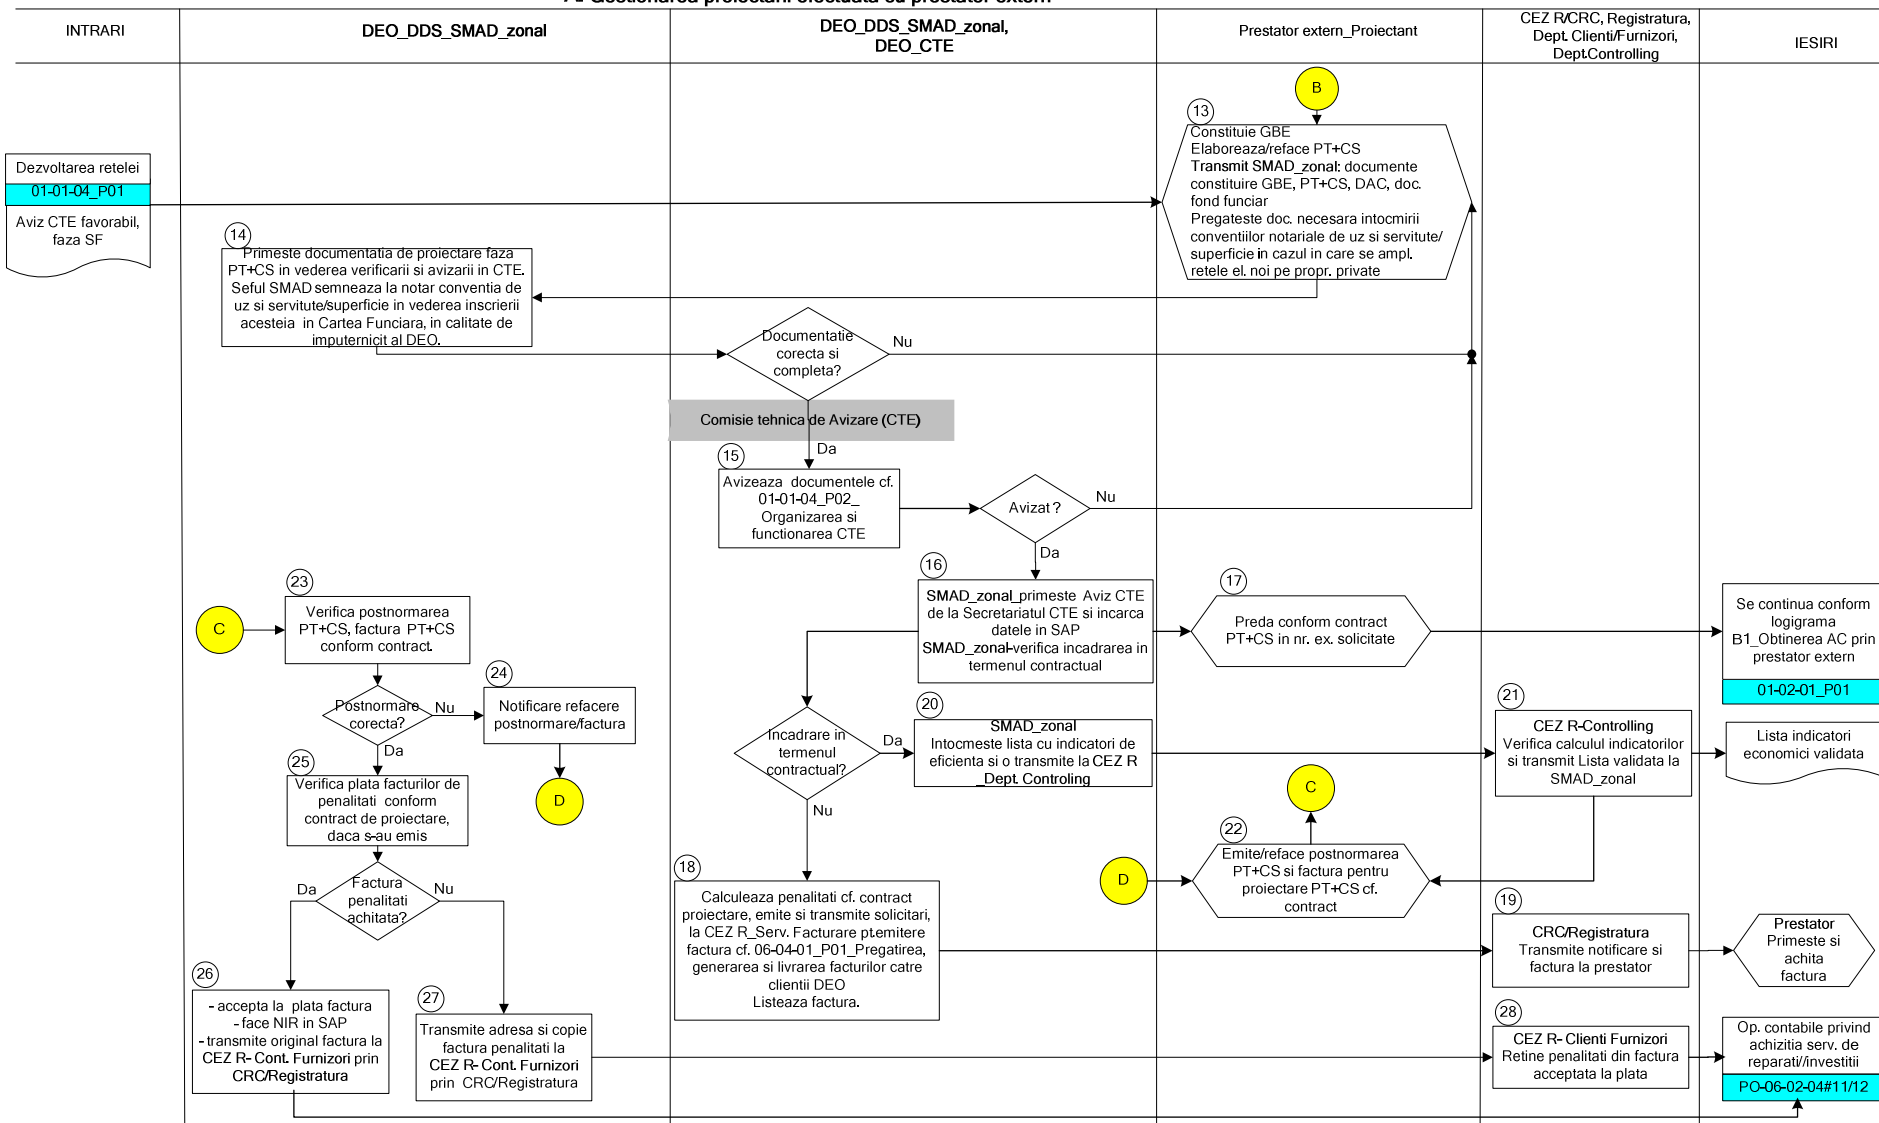 A- Gestionarea proiectarii efectuata cu prestator extern
INTRARI
DEO_DDS_SMAD_zonal
DEO_DDS_SMAD_zonal,
DEO_CTE
Prestator extern_Proiectant
CEZ R/CRC, Registratura,
Dept. Clienti/Furnizori,
Dept.Controlling
IESIRI
B
13
Constituie GBE
Elaboreaza/reface PT+CS
Transmit SMAD_zonal: documente
constituire GBE, PT+CS, DAC, doc.
fond funciar
Pregateste doc. necesara intocmirii
conventiilor notariale de uz si servitute/
superficie in cazul in care se ampl.
retele el. noi pe propr. private
Dezvoltarea retelei
01-01-04_P01
Aviz CTE favorabil,
faza SF
14
Primeste documentatia de proiectare faza
PT+CS in vederea verificarii si avizarii in CTE.
Seful SMAD semneaza la notar conventia de
uz si servitute/superficie in vederea inscrierii
acesteia in Cartea Funciara, in calitate de
imputernicit al DEO.
Documentatie
corecta si
completa?
Nu
Comisie tehnica de Avizare (CTE)
Da
15
Avizeaza documentele cf.
01-01-04_P02_
Organizarea si
functionarea CTE
Avizat ?
Nu
Da
16
SMAD_zonal_primeste Aviz CTE
de la Secretariatul CTE si incarca
datele in SAP
SMAD_zonal-verifica incadrarea in
termenul contractual
17
Preda conform contract
PT+CS in nr. ex. solicitate
Se continua conform
logigrama
B1_Obtinerea AC prin
prestator extern
01-02-01_P01
C
23
Verifica postnormarea
PT+CS, factura PT+CS
conform contract.
Postnormare
corecta?
Nu
Da
24
Notificare refacere
postnormare/factura
D
25
Verifica plata facturilor de
penalitati conform
contract de proiectare,
daca s-au emis
Factura
penalitati
achitata?
Da
Nu
26
- accepta la plata factura
- face NIR in SAP
- transmite original factura la
CEZ R- Cont. Furnizori prin
CRC/Registratura
27
Transmite adresa si copie
factura penalitati la
CEZ R- Cont. Furnizori
prin CRC/Registratura
Incadrare in
termenul
contractual?
Da
Nu
20
SMAD_zonal
Intocmeste lista cu indicatori de
eficienta si o transmite la CEZ R
_Dept. Controling
21
CEZ R-Controlling
Verifica calculul indicatorilor
si transmit Lista validata la
SMAD_zonal
Lista indicatori
economici validata
C
22
Emite/reface postnormarea
PT+CS si factura pentru
proiectare PT+CS cf.
contract
D
18
Calculeaza penalitati cf. contract
proiectare, emite si transmite solicitari,
la CEZ R_Serv. Facturare pt.emitere
factura cf. 06-04-01_P01_Pregatirea,
generarea si livrarea facturilor catre
clientii DEO
Listeaza factura.
19
CRC/Registratura
Transmite notificare si
factura la prestator
Prestator
Primeste si
achita
factura
28
CEZ R- Clienti Furnizori
Retine penalitati din factura
acceptata la plata
Op. contabile privind
achizitia serv. de
reparati//investitii
PO-06-02-04#11/12